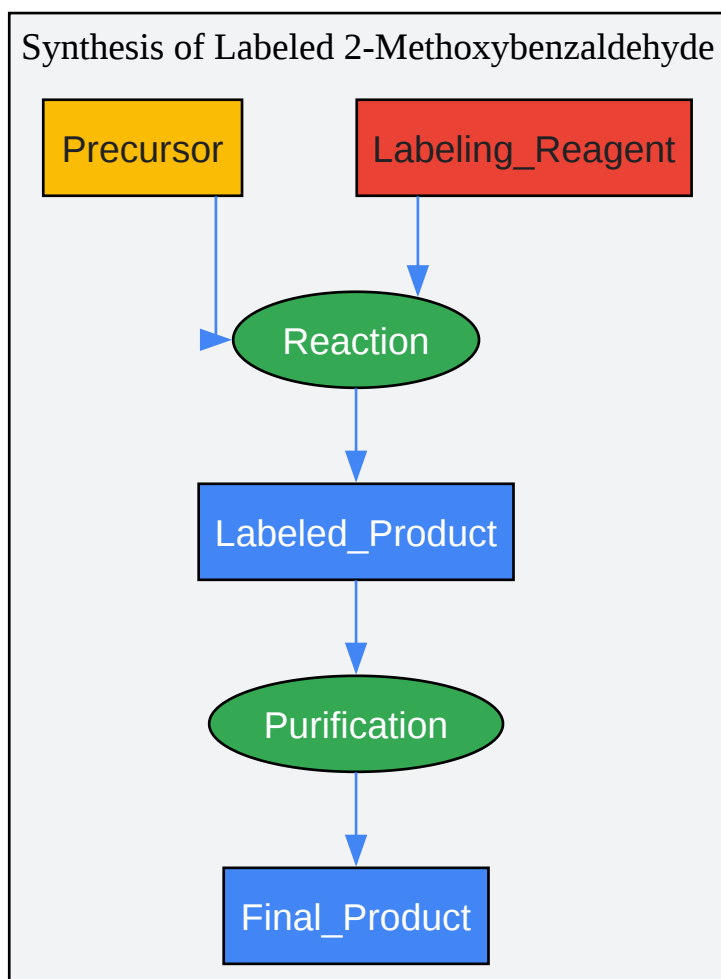 Synthesis of Labeled 2-Methoxybenzaldehyde
Precursor
Labeling_Reagent
Reaction
Labeled_Product
Purification
Final_Product